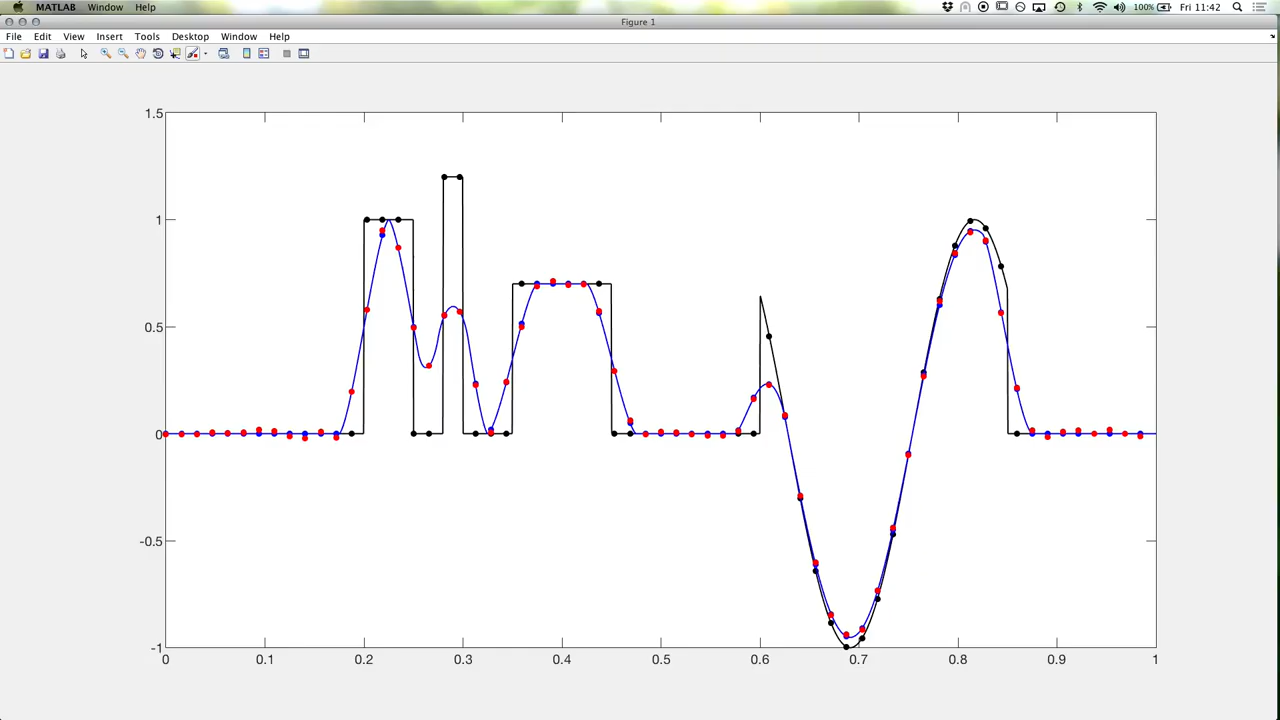 MATLAB Window Help 100% Fri 11:42
Figure 1
File Edit View Insert Tools Desktop Window Help
1.5
1
0.5
0
-0.5
-1
0 0.1 0.2 0.3 0.4 0.5 0.6 0.7 0.8 0.9 1